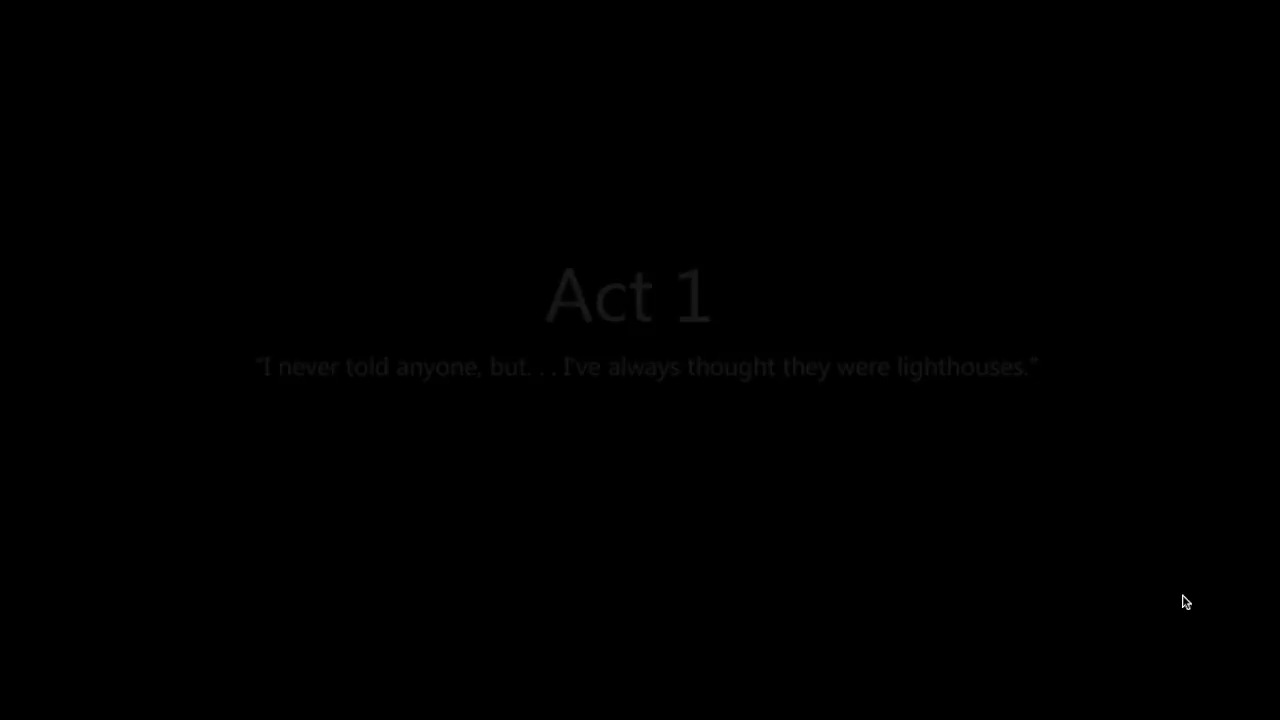 Act 1
“I never told anyone, but. . . I've always thought they were lighthouses.”